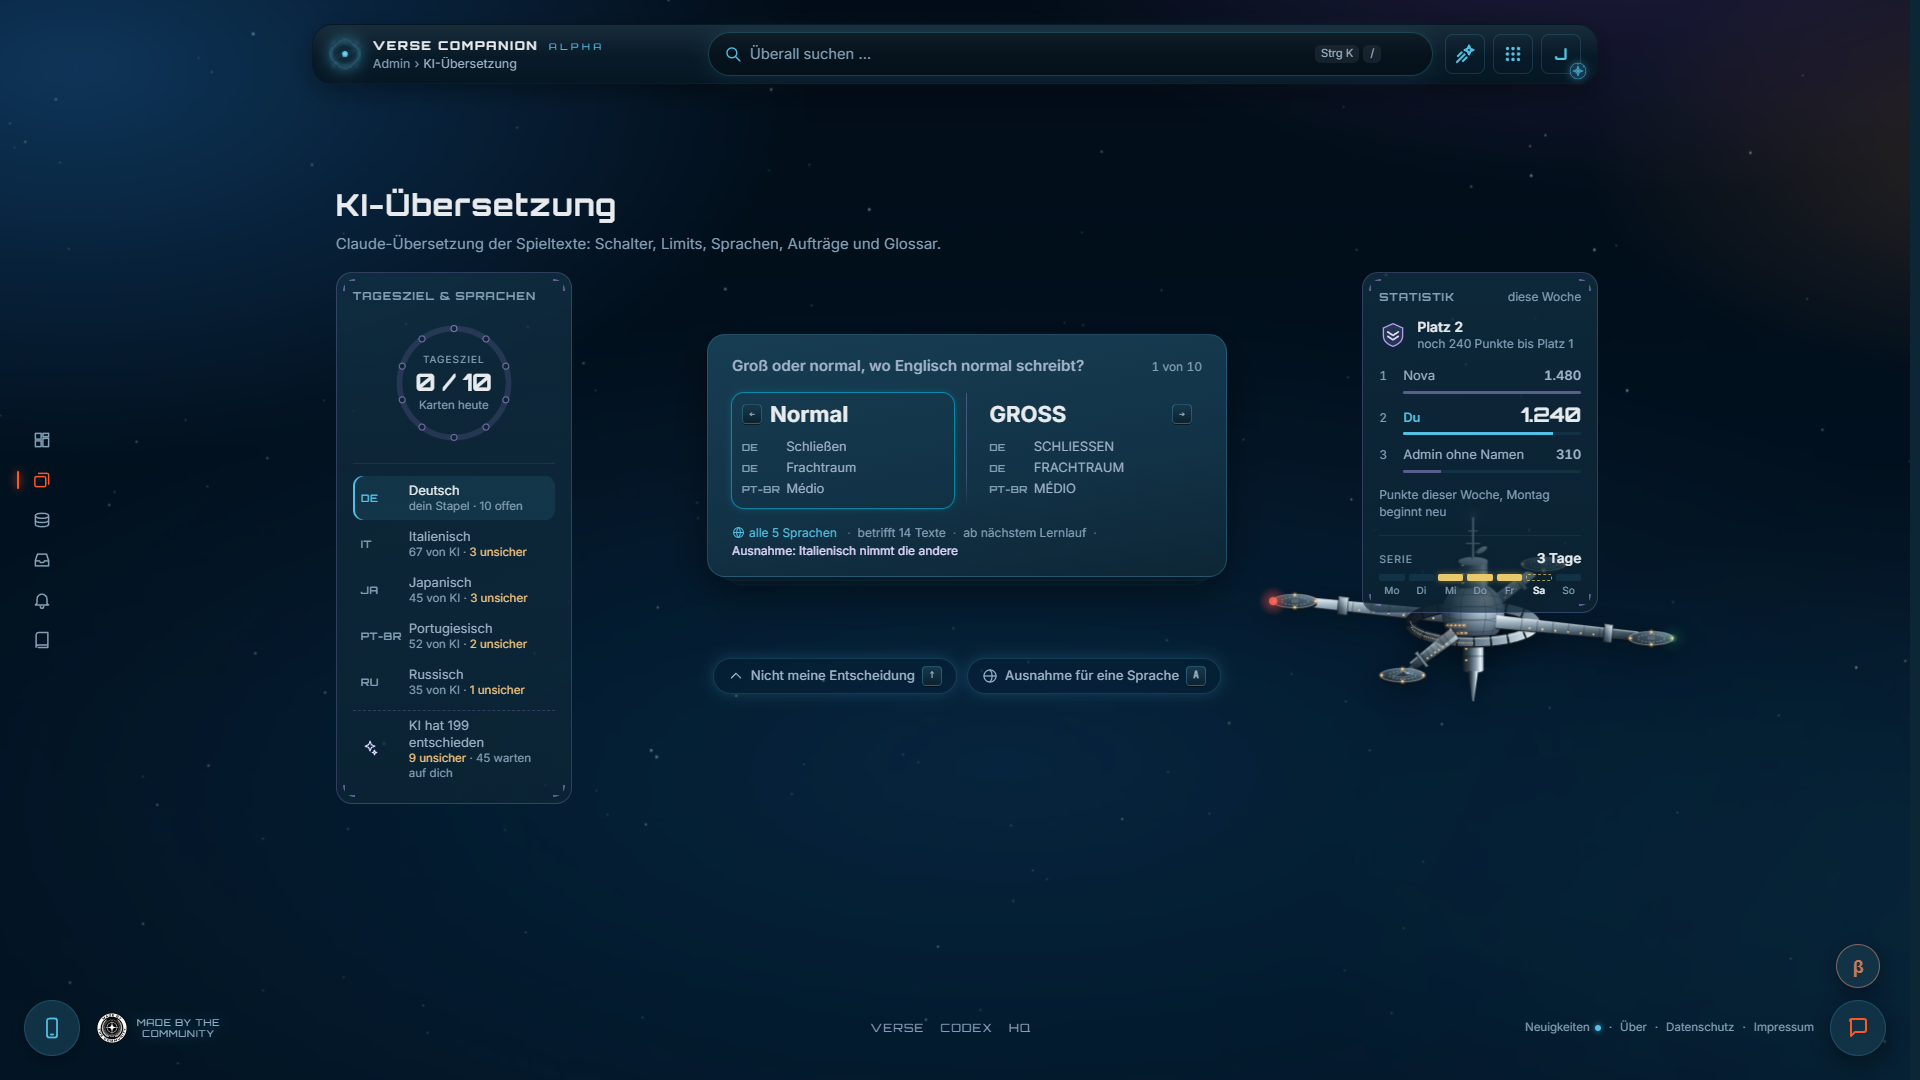 VERSE COMPANION ALPHA
Admin › KI-Übersetzung
Überall suchen ...
Strg K /
KI-Übersetzung
Claude-Übersetzung der Spieltexte: Schalter, Limits, Sprachen, Aufträge und Glossar.
TAGESZIEL & SPRACHEN
TAGESZIEL
0 / 10
Karten heute
DE Deutsch
dein Stapel · 10 offen
IT Italienisch
67 von KI · 3 unsicher
JA Japanisch
45 von KI · 3 unsicher
PT-BR Portugiesisch
52 von KI · 2 unsicher
RU Russisch
35 von KI · 1 unsicher
KI hat 199
entschieden
9 unsicher · 45 warten
auf dich
Groß oder normal, wo Englisch normal schreibt? 1 von 10
← Normal
DE Schließen
DE Frachtraum
PT-BR Médio
GROSS →
DE SCHLIESSEN
DE FRACHTRAUM
PT-BR MÉDIO
alle 5 Sprachen · betrifft 14 Texte · ab nächstem Lernlauf ·
Ausnahme: Italienisch nimmt die andere
Nicht meine Entscheidung ↑
Ausnahme für eine Sprache A
STATISTIK diese Woche
Platz 2
noch 240 Punkte bis Platz 1
1 Nova 1.480
2 Du 1.240
3 Admin ohne Namen 310
Punkte dieser Woche, Montag
beginnt neu
SERIE 3 Tage
Mo Di Mi Do Fr Sa So
β
MADE BY THE
COMMUNITY
VERSE CODEX HQ
Neuigkeiten · Über · Datenschutz · Impressum